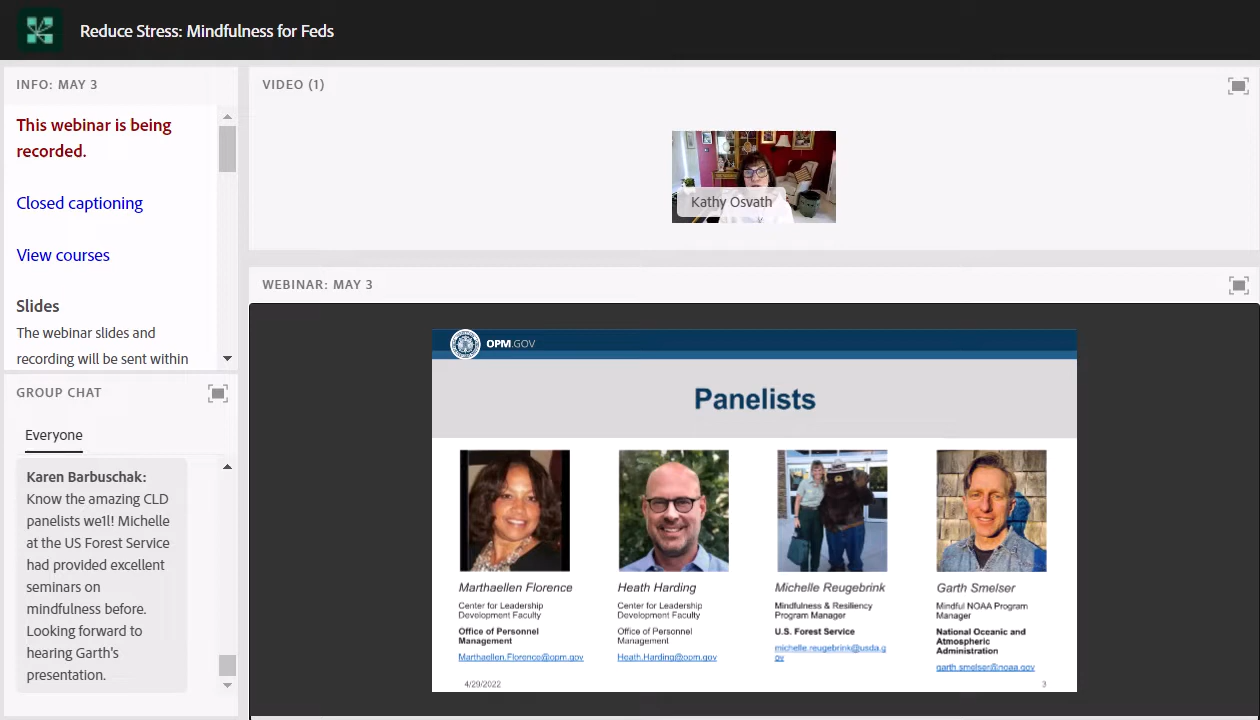 Reduce Stress: Mindfulness for Feds
INFO: MAY 3
This webinar is being
recorded.
Closed captioning
View courses
Slides
The webinar slides and
recording will be sent within
GROUP CHAT
Everyone
Karen Barbuschak:
Know the amazing CLD
panelists we1l! Michelle
at the US Forest Service
had provided excellent
seminars on
mindfulness before.
Looking forward to
hearing Garth's
presentation.
VIDEO (1)
Kathy Osvath
WEBINAR: MAY 3
OPM.GOV
Panelists
Marthaellen Florence
Center for Leadership
Development Faculty
Office of Personnel
Management
Marthaellen.Florence@opm.gov
Heath Harding
Center for Leadership
Development Faculty
Office of Personnel
Management
Heath.Harding@opm.gov
Michelle Reugebrink
Mindfulness & Resiliency
Program Manager
U.S. Forest Service
michelle.reugebrink@usda.g
ov
Garth Smelser
Mindful NOAA Program
Manager
National Oceanic and
Atmospheric
Administration
garth.smelser@noaa.gov
4/29/2022
3